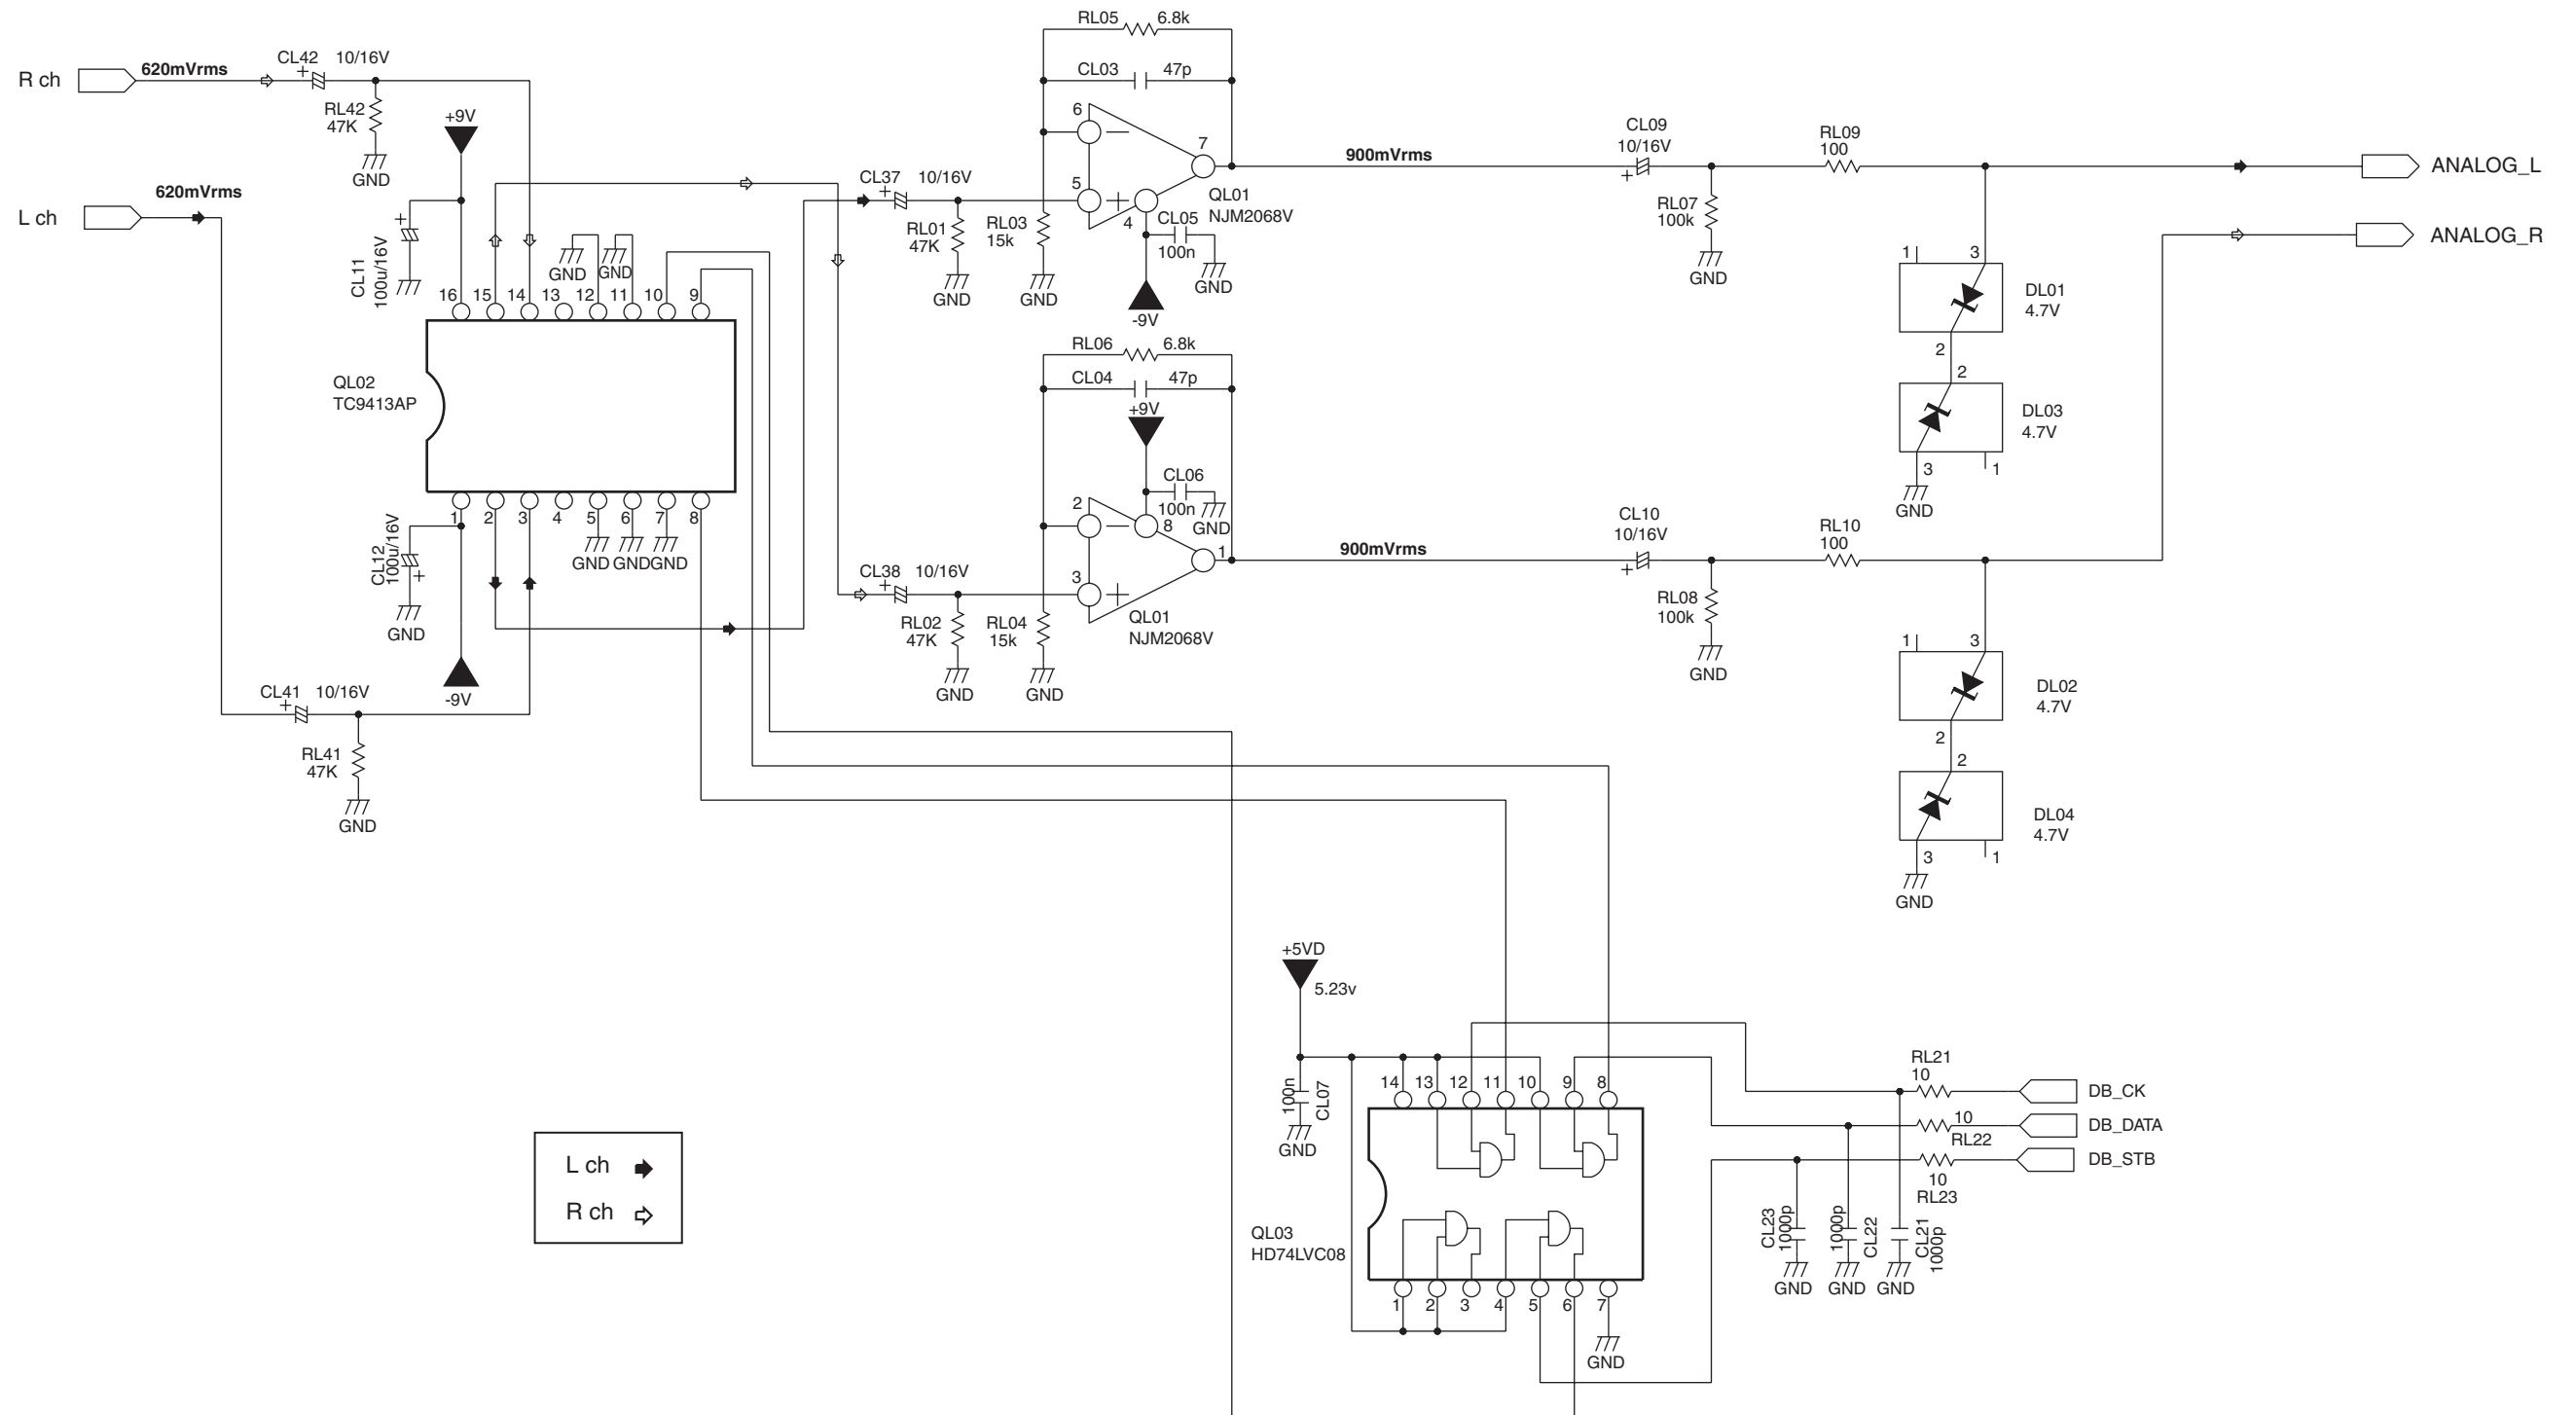 RL05 6.8k
CL03 47p
R ch 620mVrms CL42 10/16V
+
RL42
47K
GND
+9V
L ch 620mVrms
+
CL11
100u/16V
GND GND
16 15 14 13 12 11 10 9
QL02
TC9413AP
1 2 3 4 5 6 7 8
GND GND GND
CL12
100u/16V
+
GND
-9V
CL41 10/16V
+
RL41
47K
GND
CL37 10/16V
+
RL01
47K
GND
RL03
15k
GND
6
5
7
4
QL01
NJM2068V
CL05
100n
GND
-9V
900mVrms
CL09
10/16V
+
RL07
100k
GND
RL09
100
ANALOG_L
ANALOG_R
1 3
DL01
4.7V
2
2
DL03
4.7V
3 1
GND
RL06 6.8k
CL04 47p
+9V
CL06
100n
GND
2
8
3
1
QL01
NJM2068V
CL38 10/16V
+
RL02
47K
GND
RL04
15k
GND
900mVrms
CL10
10/16V
+
RL08
100k
GND
RL10
100
1 3
DL02
4.7V
2
2
DL04
4.7V
3 1
GND
+5VD
5.23v
100n
CL07
GND
14 13 12 11 10 9 8
QL03
HD74LVC08
1 2 3 4 5 6 7
GND
RL21
10
DB_CK
10
RL22
DB_DATA
10
RL23
DB_STB
CL23
1000p
GND
1000p
CL22
GND
CL21
1000p
GND
L ch
R ch